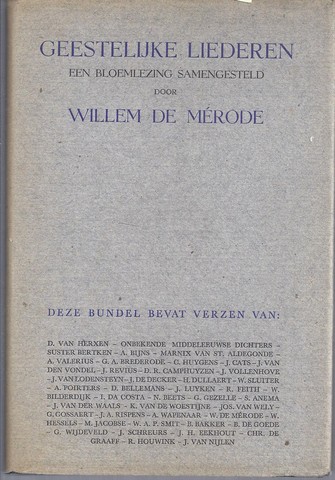 GEESTELIJKE LIEDEREN
EEN BLOEMLEZING SAMENGESTELD
DOOR
WILLEM DE MÉRODE
DEZE BUNDEL BEVAT VERZEN VAN:
D. VAN HERXEN – ONBEKENDE MIDDELEEUWSE DICHTERS –
SUSTER BERTKEN – A. BIJNS – MARNIX VAN ST. ALDEGONDE –
A. VALERIUS – G. A. BREDERODE – C. HUYGENS – J. CATS – J. VAN
DEN VONDEL – J. REVIUS – D. R. CAMPHUYZEN – J. VOLLENHOVE –
J. VAN LODENSTEYN – J. DE DECKER – H. DULLAERT – W. SLUITER
– A. POIRTERS – D. BELLEMANS – J. LUYKEN – R. FEITH – W.
BILDERDIJK – I. DA COSTA – N. BEETS – G. GEZELLE – S. ANEMA
– J. VAN DER WAALS – K. VAN DE WOESTIJNE – JOS. VAN WELY –
G. GOSSAERT – J. A. RISPENS – A. WAPENAAR – W. DE MÉRODE – W.
HESSELS – M. JACOBSE – W. A. P. SMIT – B. BAKKER – B. DE GOEDE
– G. WIJDEVELD – J. SCHREURS – J. H. EEKHOUT – CHR. DE
GRAAFF – R. HOUWINK – J. VAN NIJLEN